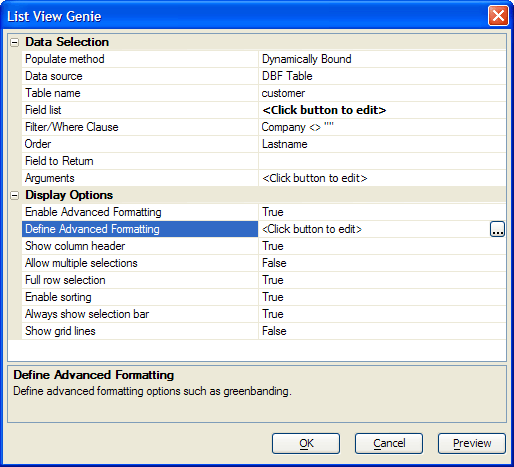 List View Genie
Data Selection
Populate method Dynamically Bound
Data source DBF Table
Table name customer
Field list <Click button to edit>
Filter/Where Clause Company <> ""
Order Lastname
Field to Return
Arguments <Click button to edit>
Display Options
Enable Advanced Formatting True
Define Advanced Formatting <Click button to edit> ...
Show column header True
Allow multiple selections False
Full row selection True
Enable sorting True
Always show selection bar True
Show grid lines False
Define Advanced Formatting
Define advanced formatting options such as greenbanding.
OK Cancel Preview